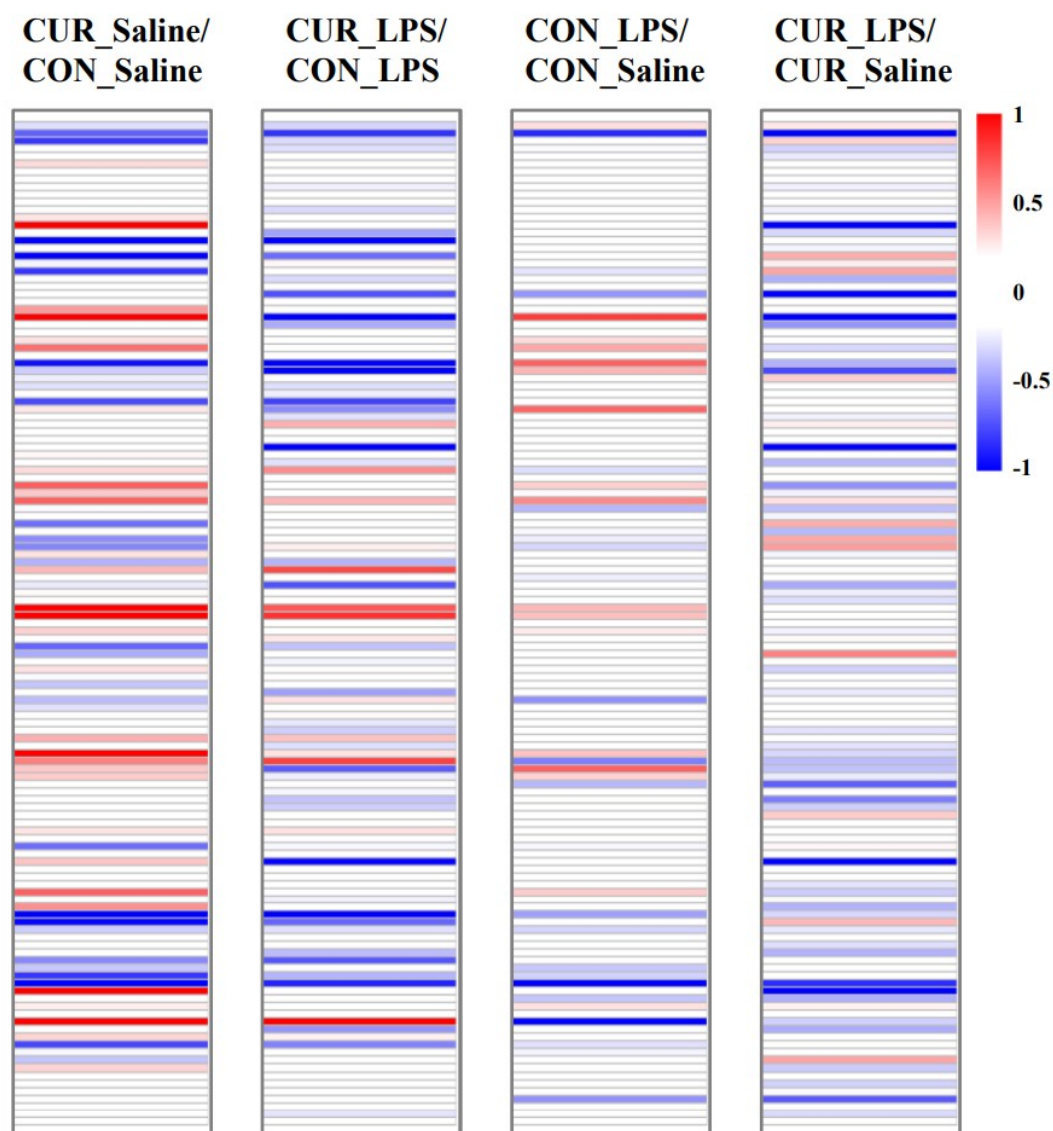 CUR_Saline/
CON_Saline
CUR_LPS/
CON_LPS
CON_LPS/
CON_Saline
CUR_LPS/
CUR_Saline
1
0.5
0
-0.5
-1